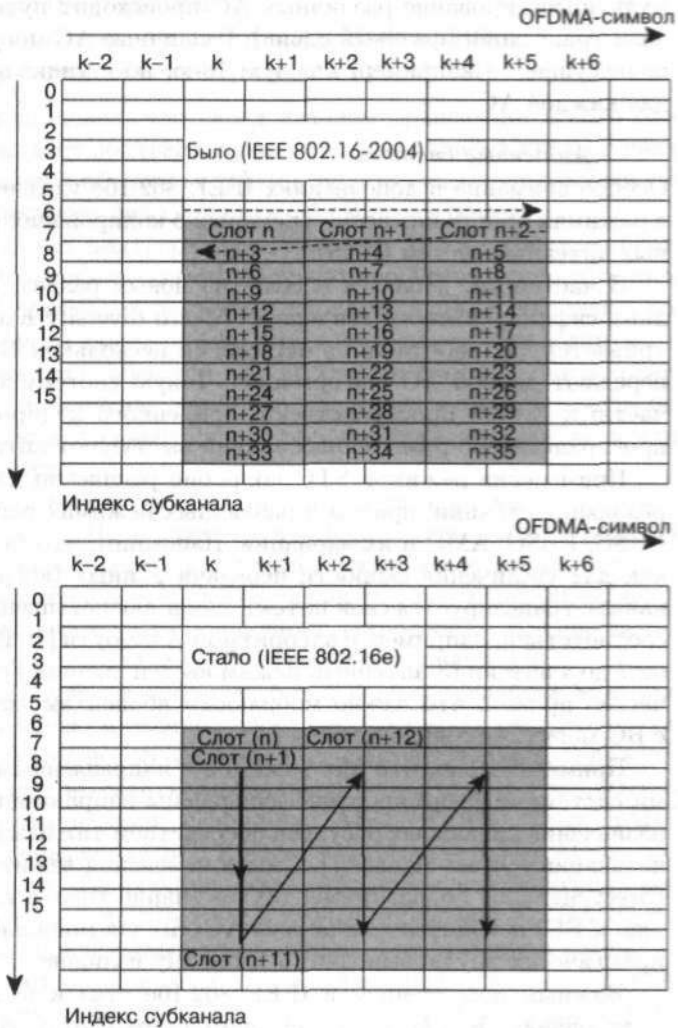 OFDMA-символ
k–2 k–1 k k+1 k+2 k+3 k+4 k+5 k+6
0
1
2
3 Было (IEEE 802.16-2004)
4
5
6
7 Слот n Слот n+1 Слот n+2
8 n+3 n+4 n+5
9 n+6 n+7 n+8
10 n+9 n+10 n+11
11 n+12 n+13 n+14
12 n+15 n+16 n+17
13 n+18 n+19 n+20
14 n+21 n+22 n+23
15 n+24 n+25 n+26
n+27 n+28 n+29
n+30 n+31 n+32
n+33 n+34 n+35
Индекс субканала
OFDMA-символ
k–2 k–1 k k+1 k+2 k+3 k+4 k+5 k+6
0
1
2
3 Стало (IEEE 802.16e)
4
5
6
7 Слот (n) Слот (n+12)
8 Слот (n+1)
9
10
11
12
13
14
15
Слот (n+11)
Индекс субканала